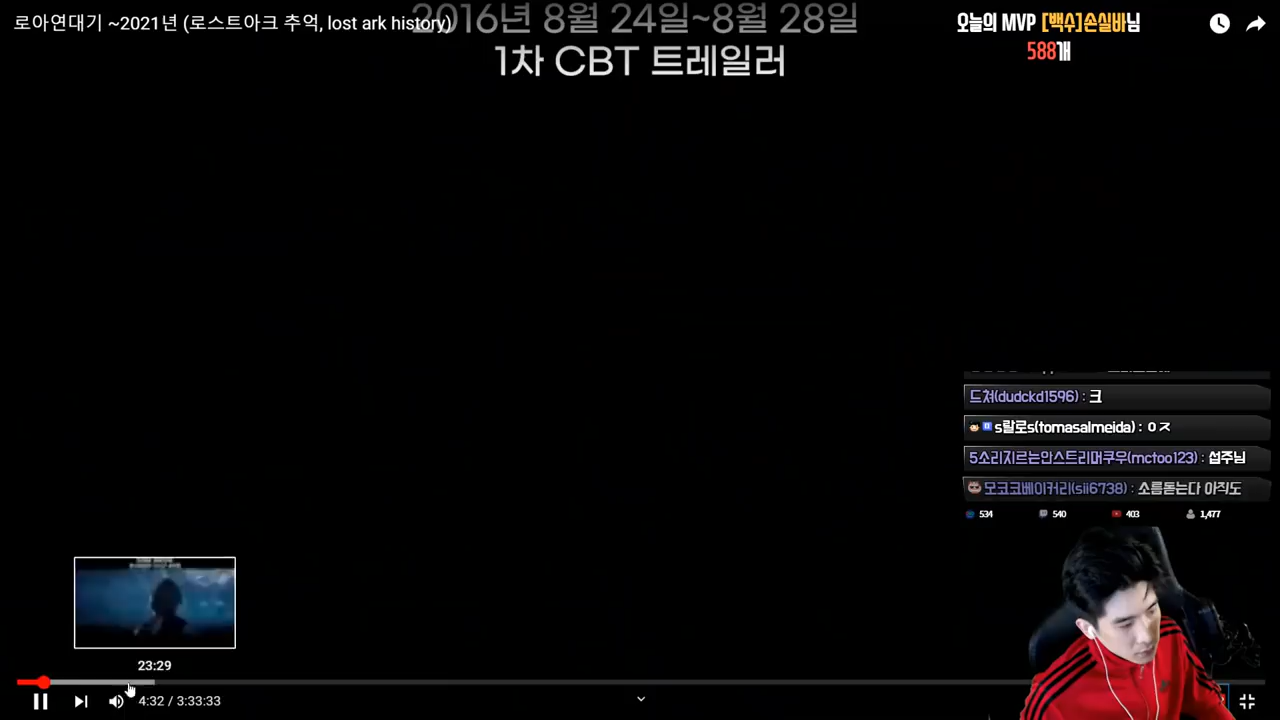 로아연대기 ~2021년 (로스트아크 추억, lost ark history)
2016년 8월 24일~8월 28일
1차 CBT 트레일러
오늘의 MVP [백수]손실바님
588개
드쳐(dudckd1596) : 크
s랄로s(tomasalmeida) : ㅇㅈ
5소리지르는안스트리머쿠우(mctoo123) : 섭주님
모코코베이커리(sii6738) : 소름돋는다 아직도
534 540 403 1,477
23:29
4:32 / 3:33:33